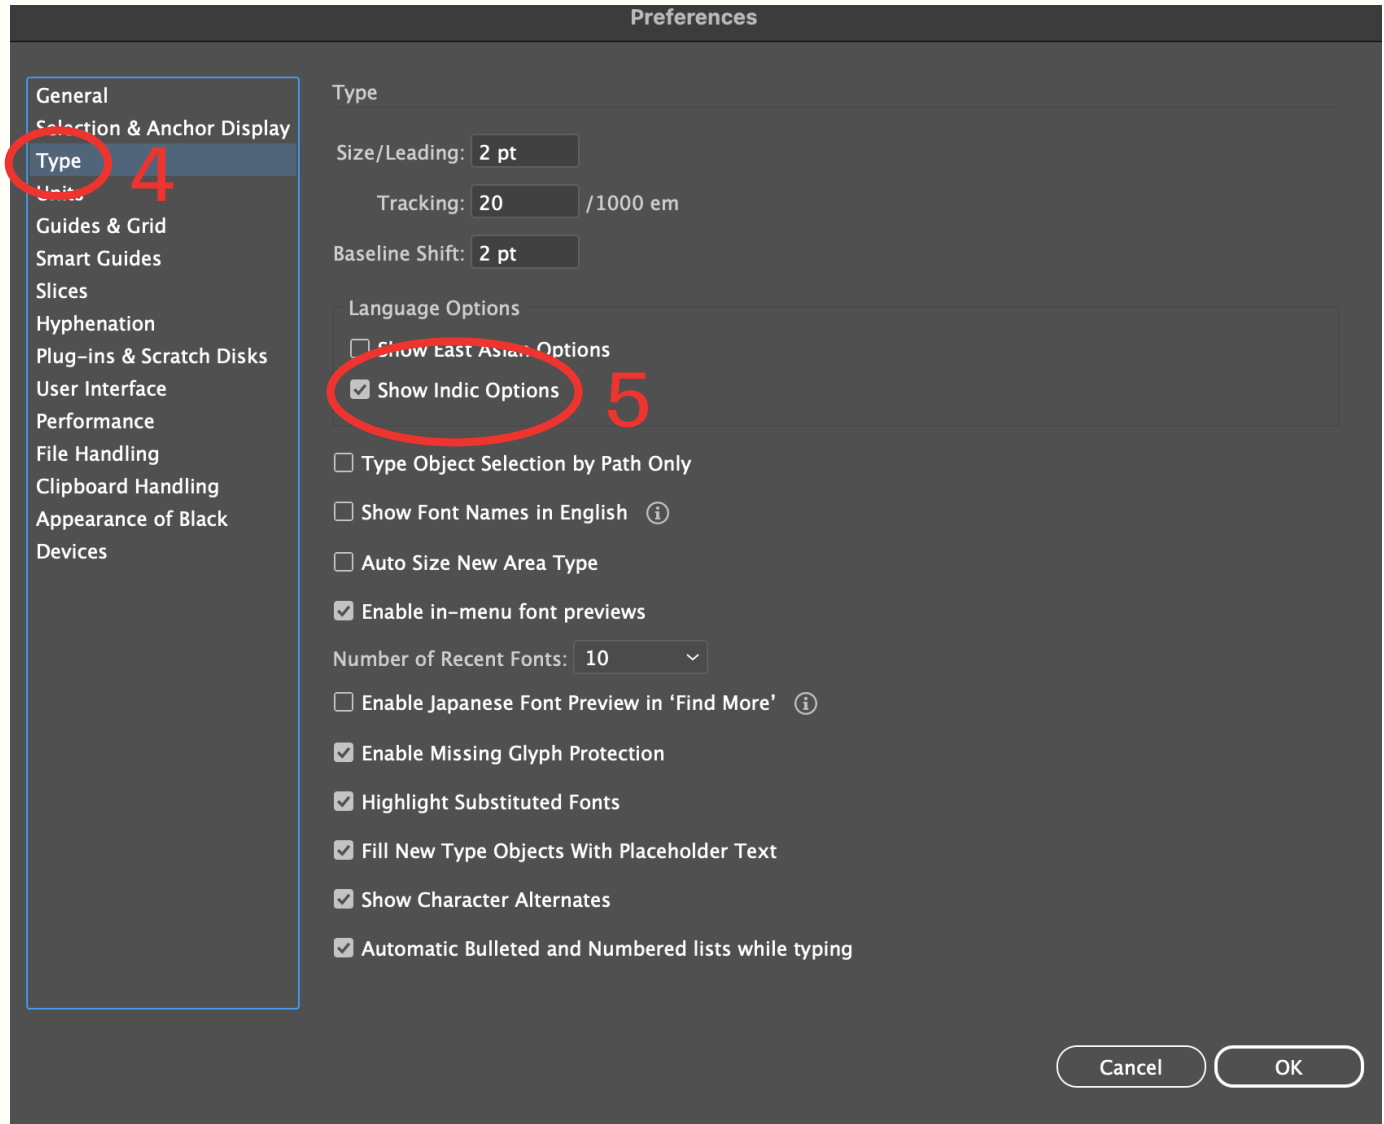 Preferences
General
Selection & Anchor Display
Type
4
Units
Guides & Grid
Smart Guides
Slices
Hyphenation
Plug-ins & Scratch Disks
User Interface
Performance
File Handling
Clipboard Handling
Appearance of Black
Devices
Type
Size/Leading: 2 pt
Tracking: 20 /1000 em
Baseline Shift: 2 pt
Language Options
Show East Asian Options
Show Indic Options
5
Type Object Selection by Path Only
Show Font Names in English
Auto Size New Area Type
Enable in-menu font previews
Number of Recent Fonts: 10
Enable Japanese Font Preview in ‘Find More’
Enable Missing Glyph Protection
Highlight Substituted Fonts
Fill New Type Objects With Placeholder Text
Show Character Alternates
Automatic Bulleted and Numbered lists while typing
Cancel OK